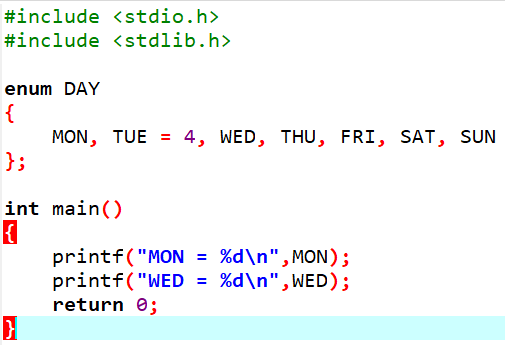 #include <stdio.h>
#include <stdlib.h>
enum DAY
{
MON, TUE = 4, WED, THU, FRI, SAT, SUN
};
int main()
{
printf("MON = %d\n",MON);
printf("WED = %d\n",WED);
return 0;
}